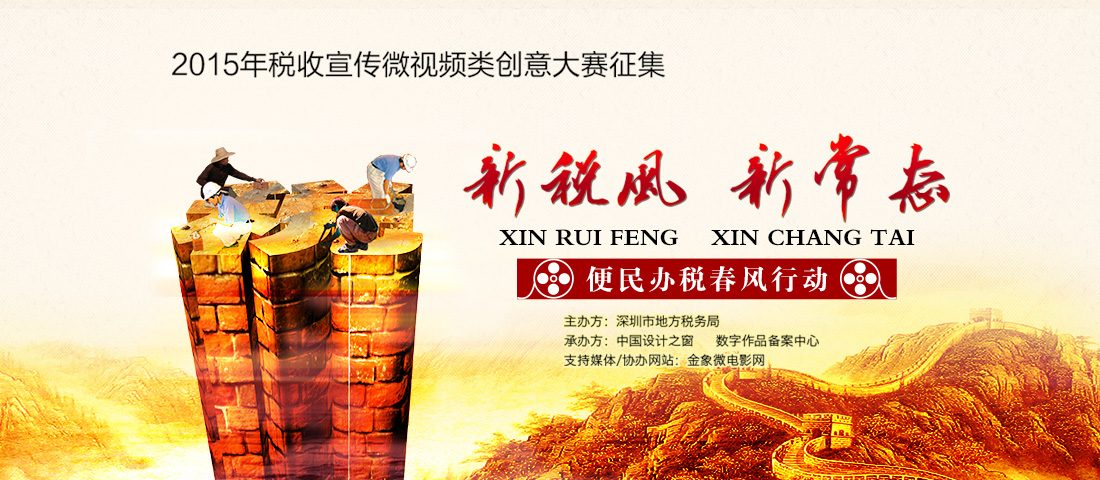 2015年税收宣传微视频类创意大赛征集
新税风 新常态
XIN RUI FENG XIN CHANG TAI
便民办税春风行动
主办方：深圳市地方税务局
承办方：中国设计之窗 数字作品备案中心
支持媒体/协办网站：金象微电影网